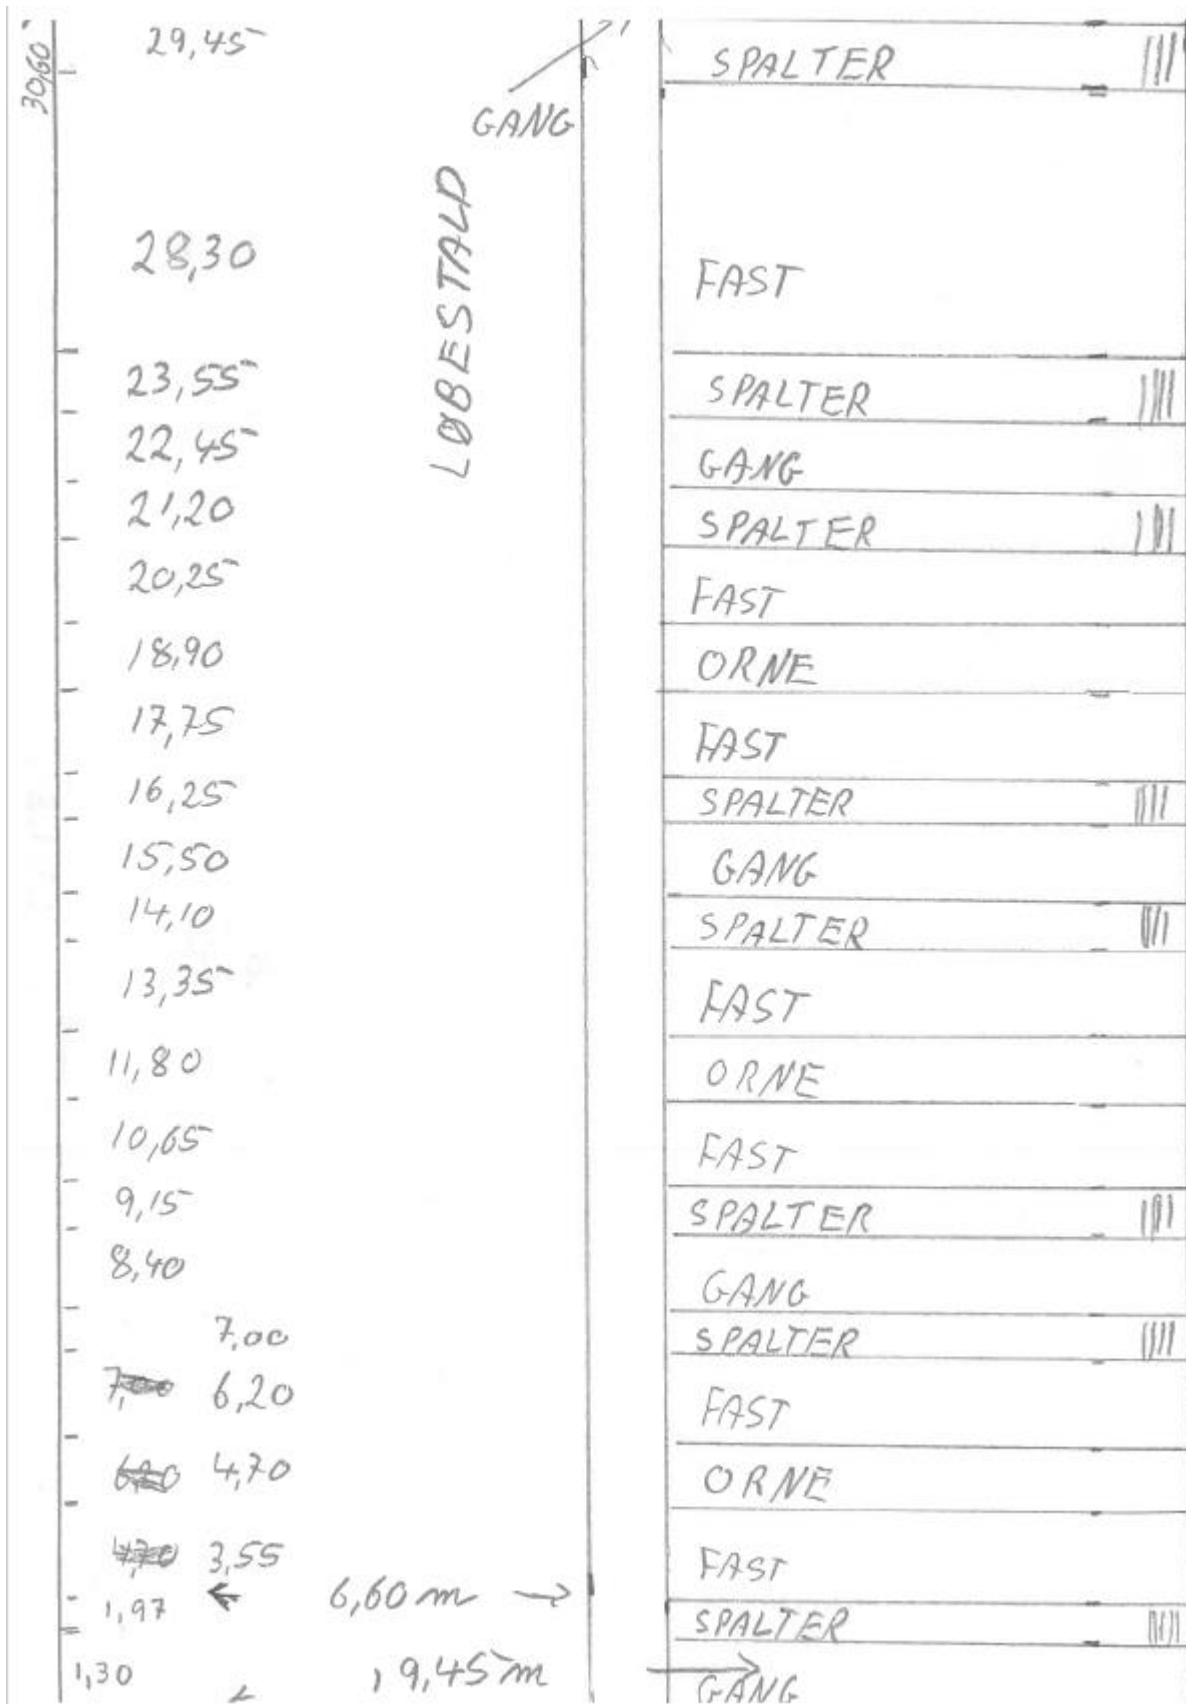 29,45
SPALTER
30,60
GANG
LØBESTALD
28,30
FAST
23,55
SPALTER
22,45
GANG
21,20
SPALTER
20,25
FAST
18,90
ORNE
17,75
FAST
16,25
SPALTER
15,50
GANG
14,10
SPALTER
13,35
FAST
11,80
ORNE
10,65
FAST
9,15
SPALTER
8,40
GANG
7,00
SPALTER
6,20
FAST
4,70
ORNE
4,70 3,55
FAST
1,97 6,60 m
SPALTER
1,30 19,45 m
GANG